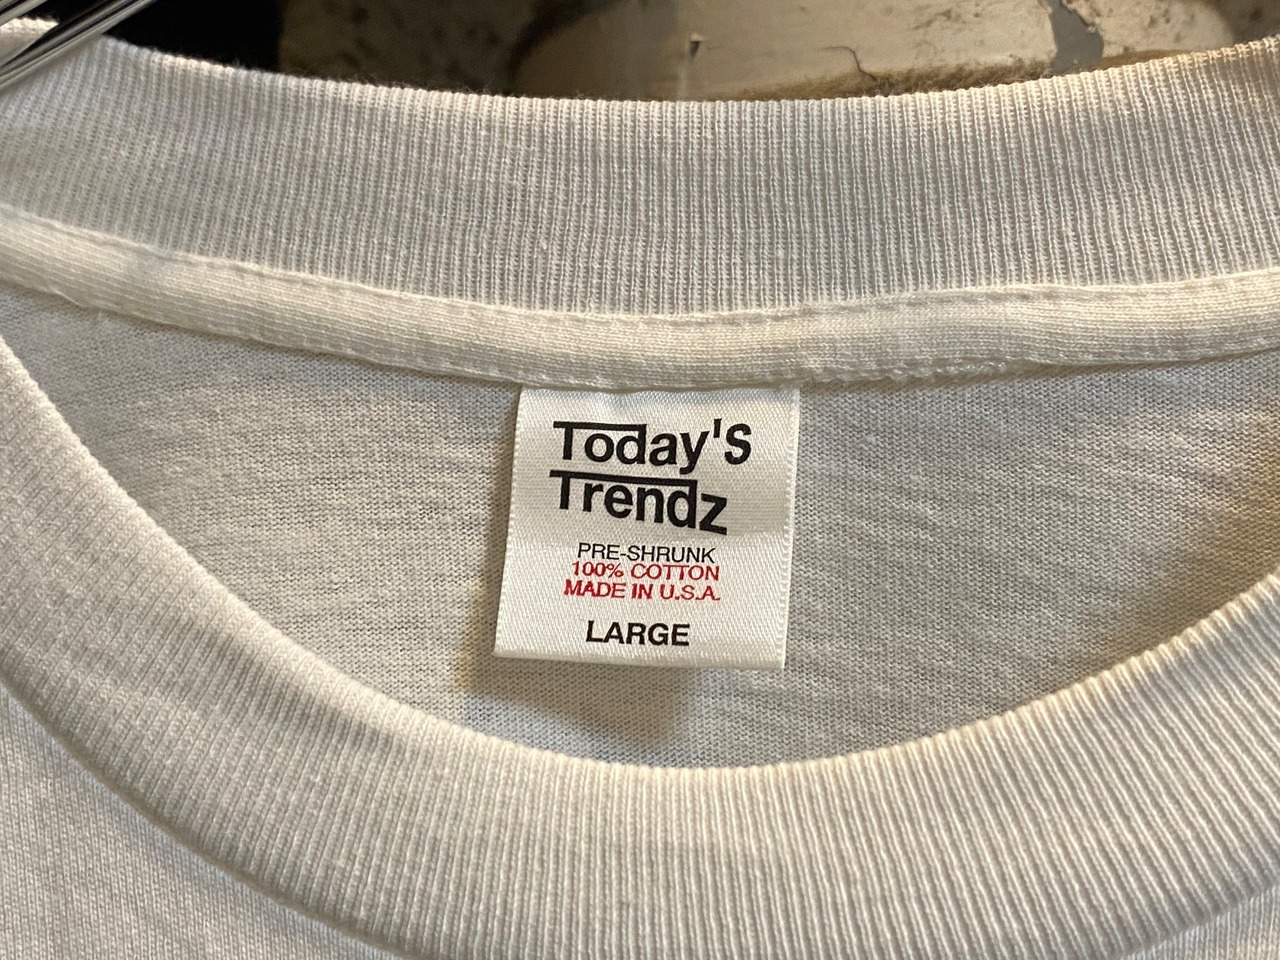 Today's
Trendz
PRE-SHRUNK
100% COTTON
MADE IN U.S.A.
LARGE